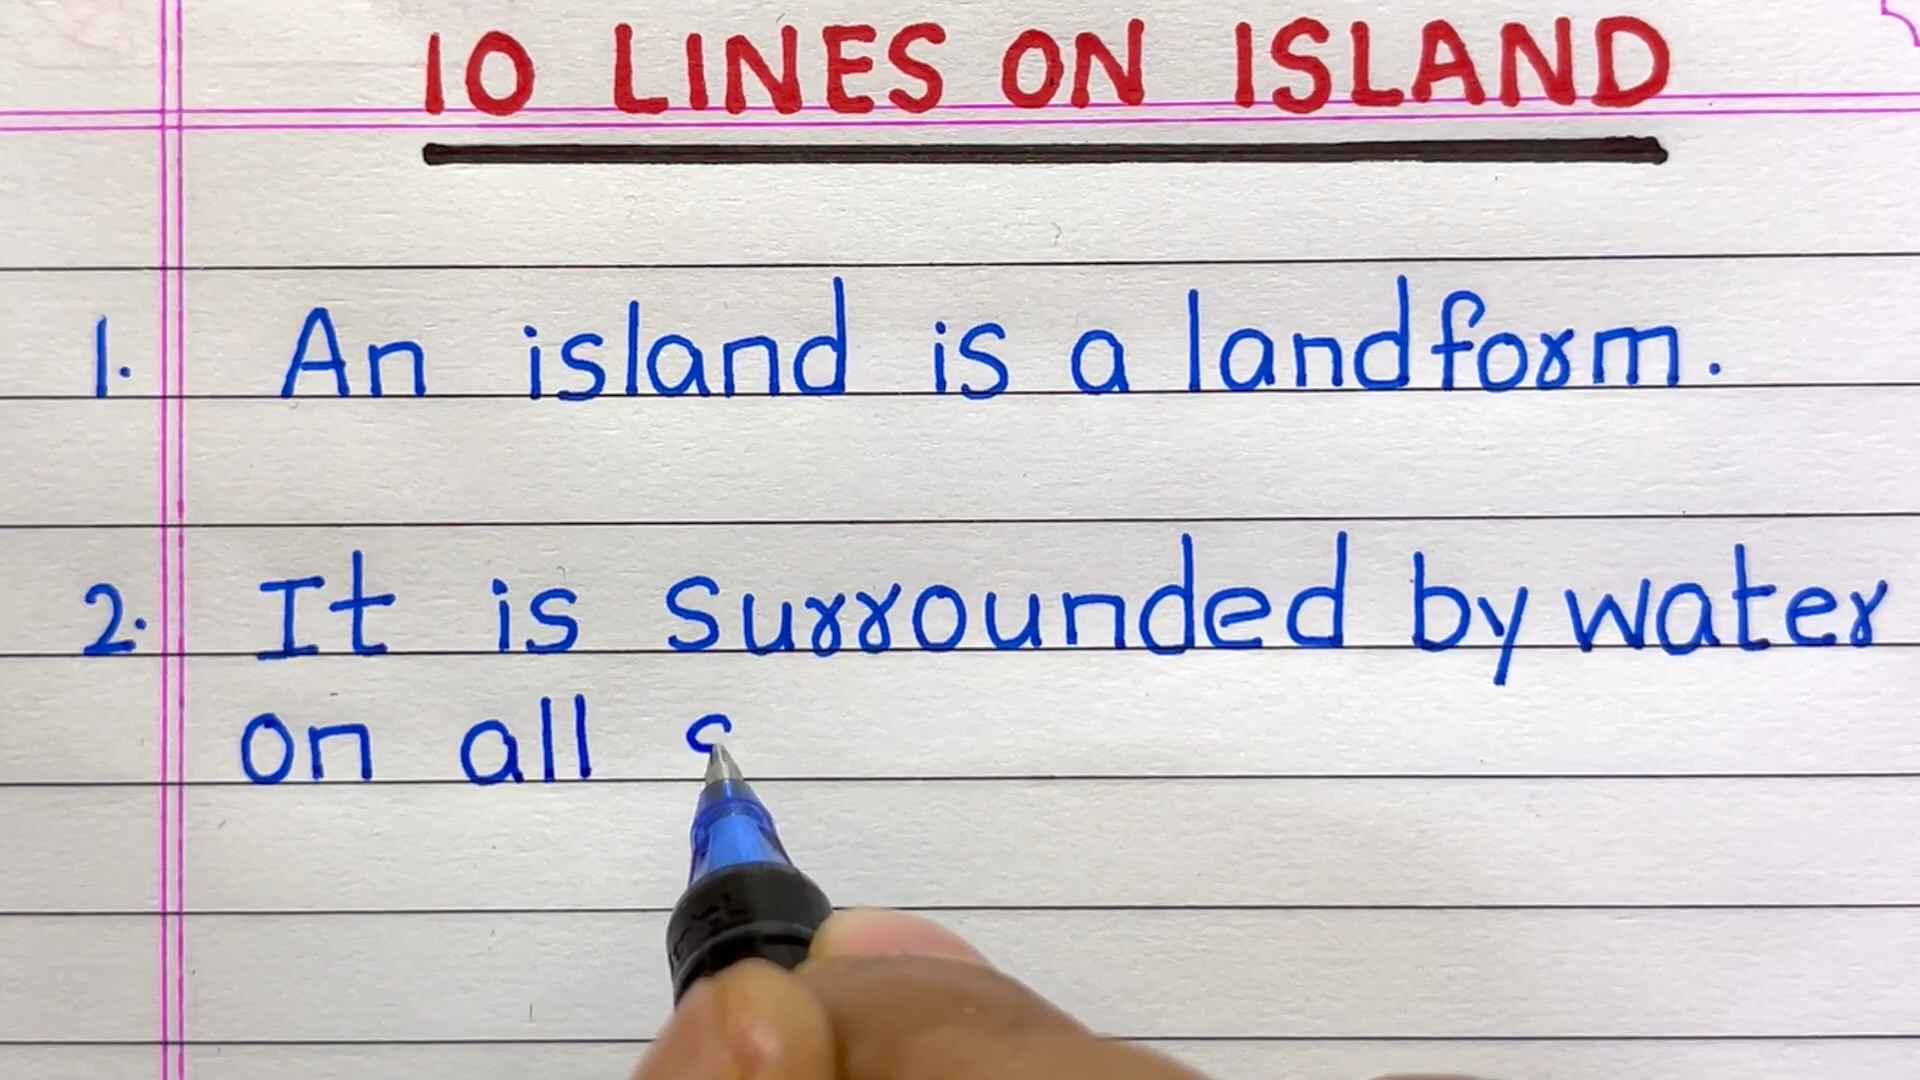 10 LINES ON ISLAND
1. An island is a landform.
2. It is surrounded by water
on all s